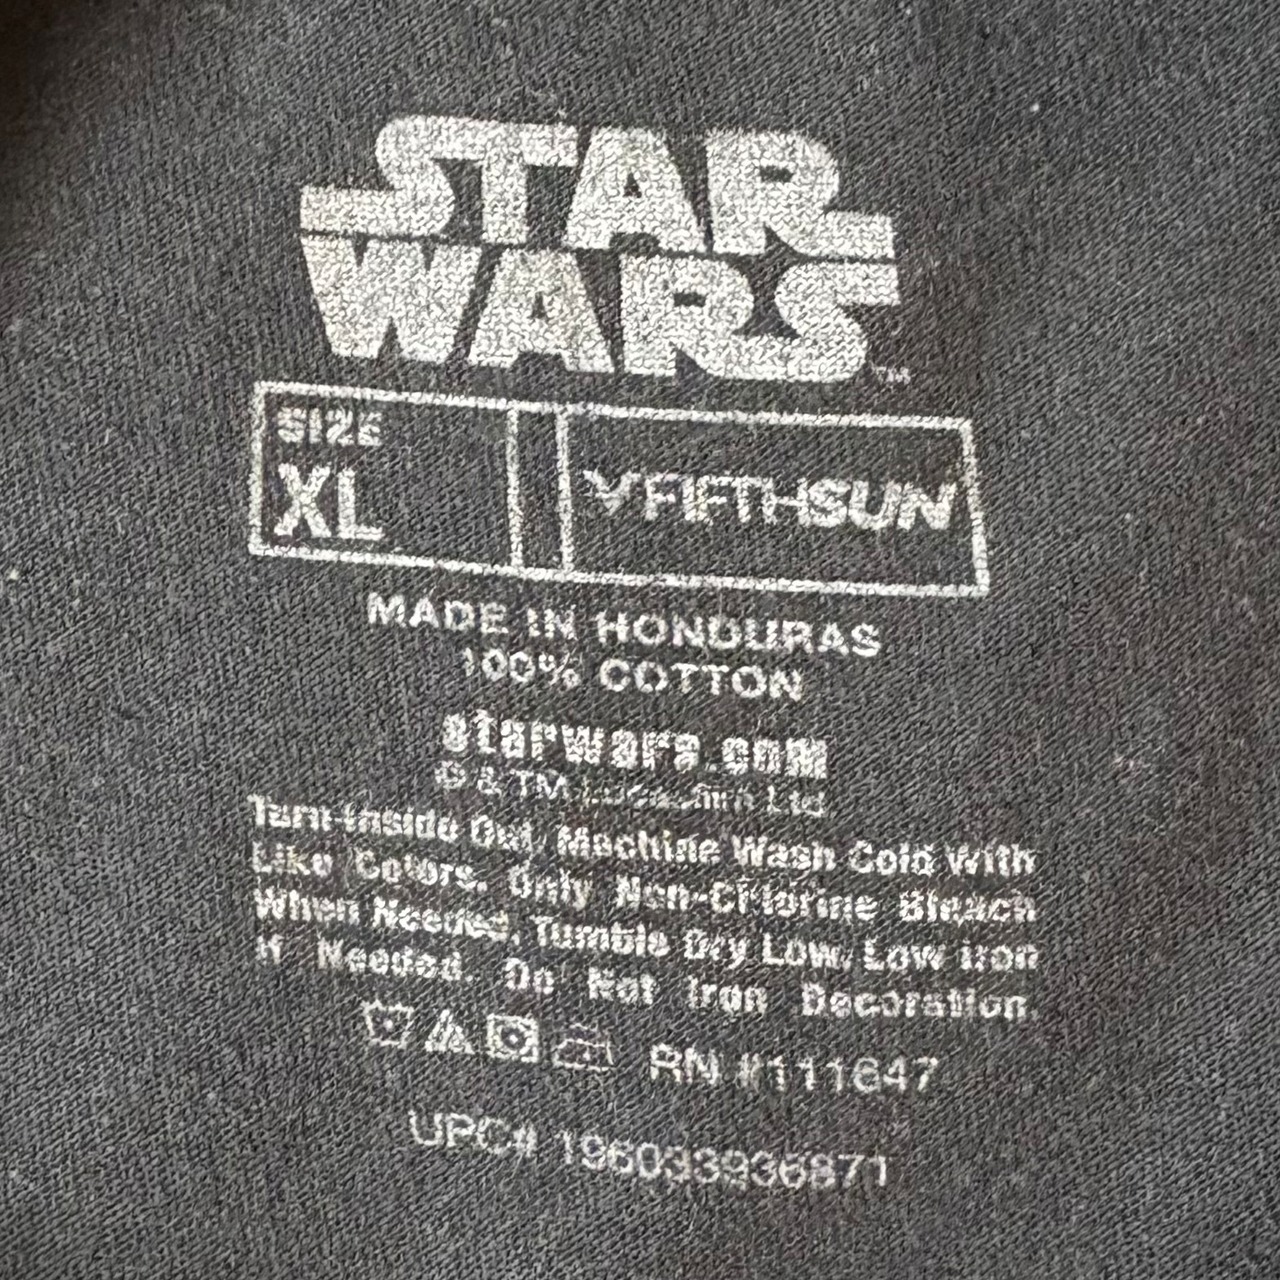 STAR
WARS
TM
SIZE
XL
FIFTHSUN
MADE IN HONDURAS
100% COTTON
starwars.com
© & TM Lucasfilm Ltd.
Turn Inside Out, Machine Wash Cold With
Like Colors. Only Non-Chlorine Bleach
When Needed. Tumble Dry Low. Low Iron
If Needed. Do Not Iron Decoration.
RN #111647
UPC# 196033936871